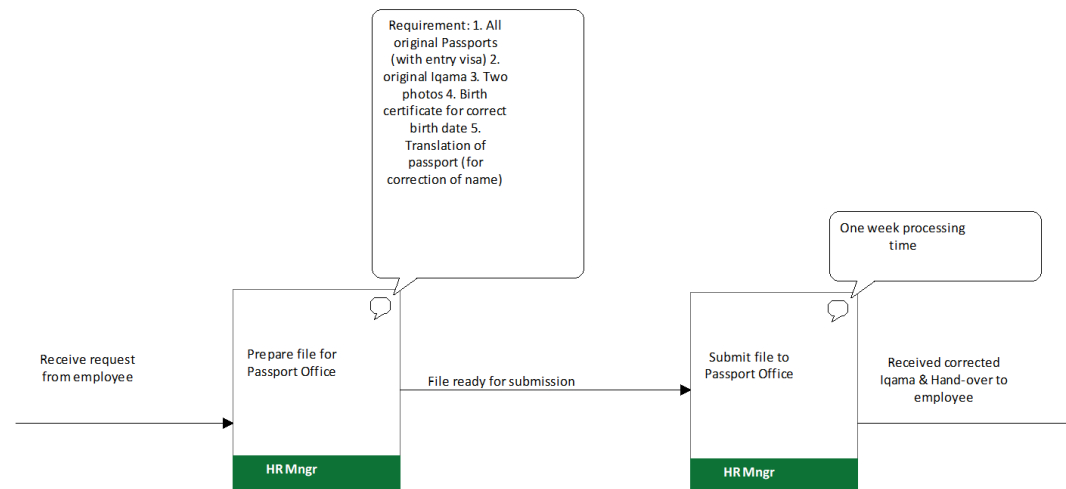 Requirement: 1. All
original Passports
(with entry visa) 2.
original Iqama 3. Two
photos 4. Birth
certificate for correct
birth date 5.
Translation of
passport (for
correction of name)
One week processing
time
Receive request
from employee
Prepare file for
Passport Office
File ready for submission
Submit file to
Passport Office
Received corrected
Iqama & Hand-over to
employee
HR Mngr
HR Mngr